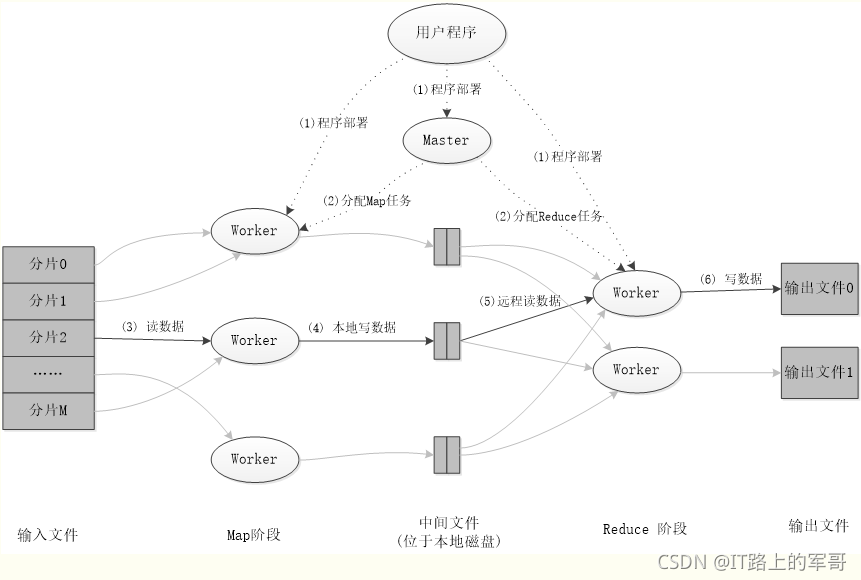 用户程序
(1)程序部署
Master
(1)程序部署
(1)程序部署
(2)分配Map任务
(2)分配Reduce任务
Worker
分片0
分片1
分片2
……
分片M
(3) 读数据
Worker
(4) 本地写数据
(5)远程读数据
Worker
(6) 写数据
输出文件0
Worker
输出文件1
Worker
输入文件
Map阶段
中间文件
(位于本地磁盘)
Reduce 阶段
输出文件
CSDN @IT路上的军哥